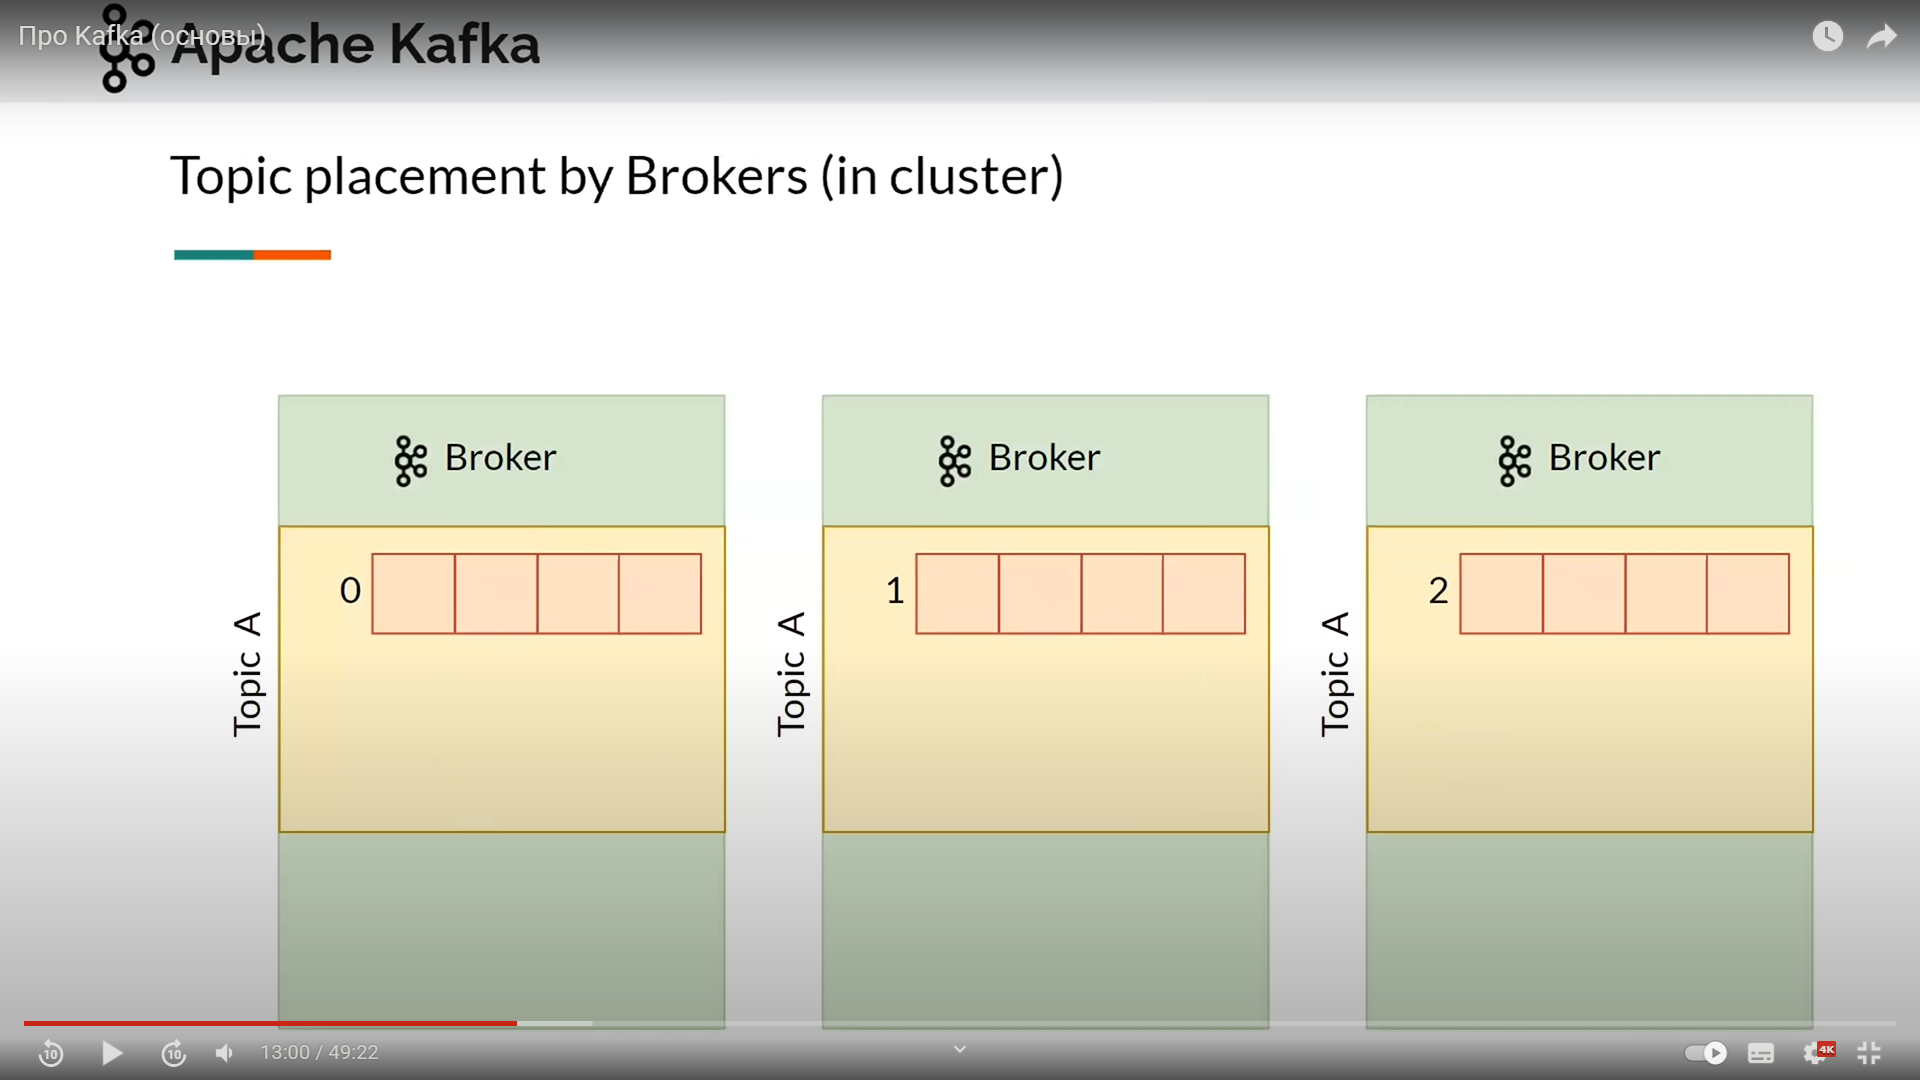 Про Kafka (основы)
Apache Kafka
Topic placement by Brokers (in cluster)
Broker
Broker
Broker
Topic A
0
Topic A
1
Topic A
2
10
10
13:00 / 49:22
4K